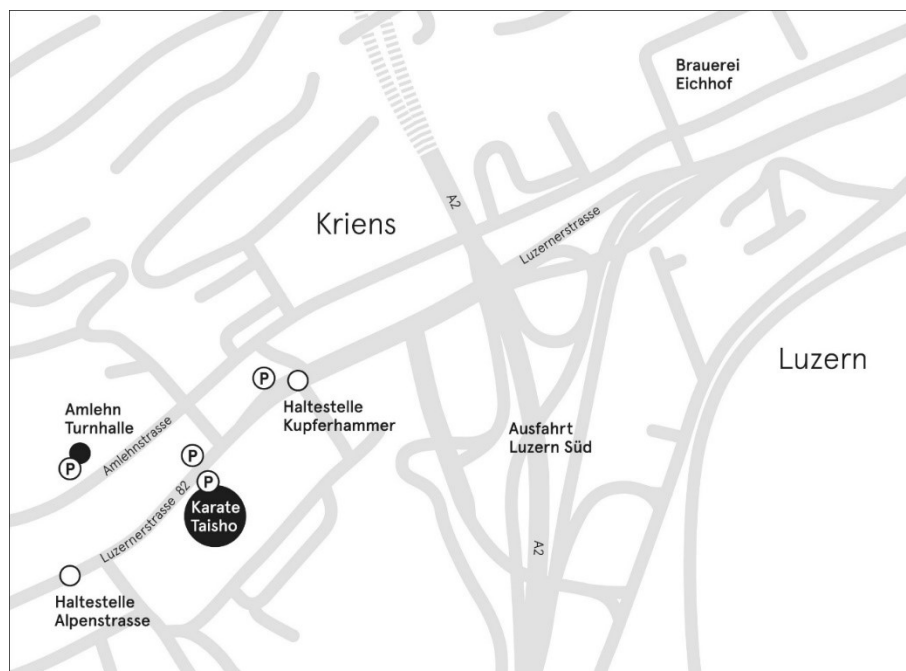 Brauerei
Eichhof
A2
Kriens
Luzernerstrasse
Luzern
P
Haltestelle
Kupferhammer
Amlehn
Turnhalle
P
Amlehnstrasse
P
Ausfahrt
Luzern Süd
P
Luzernerstrasse 82
Karate
Taisho
A2
Haltestelle
Alpenstrasse